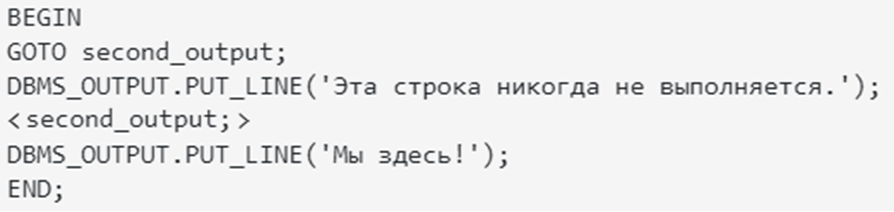 BEGIN
GOTO second_output;
DBMS_OUTPUT.PUT_LINE('Эта строка никогда не выполняется.');
<second_output;>
DBMS_OUTPUT.PUT_LINE('Мы здесь!');
END;